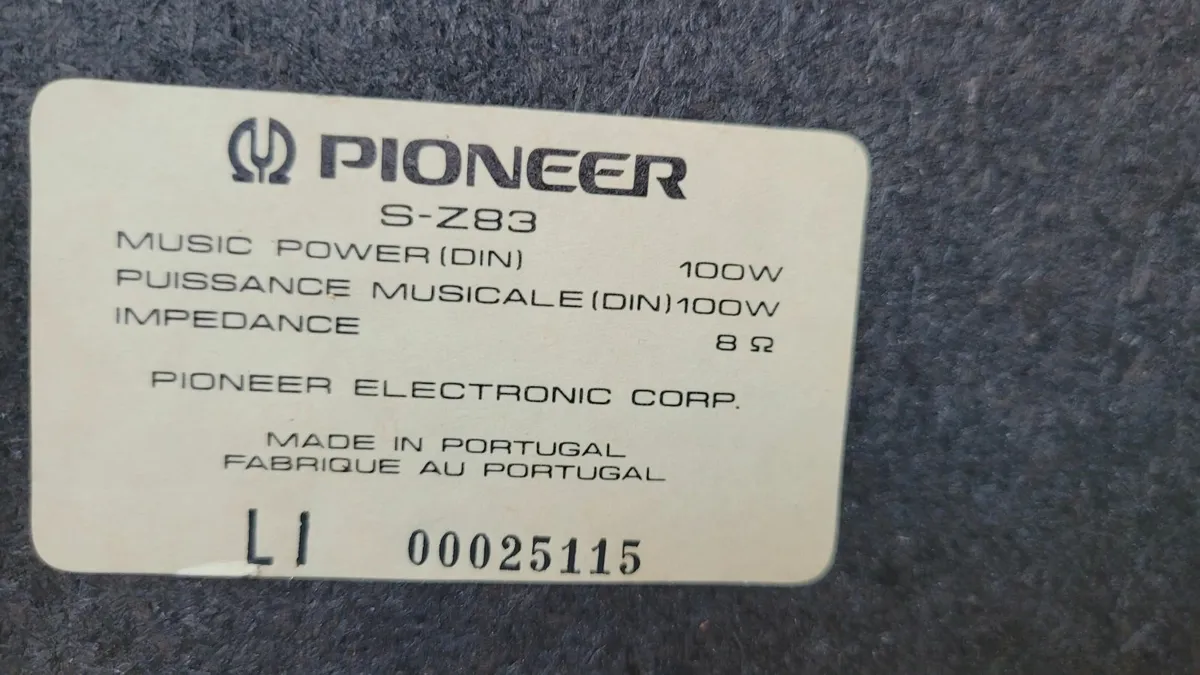 PIONEER
S-Z83
MUSIC POWER (DIN) 100W
PUISSANCE MUSICALE (DIN) 100W
IMPEDANCE 8 Ω
PIONEER ELECTRONIC CORP.
MADE IN PORTUGAL
FABRIQUE AU PORTUGAL
LI 00025115